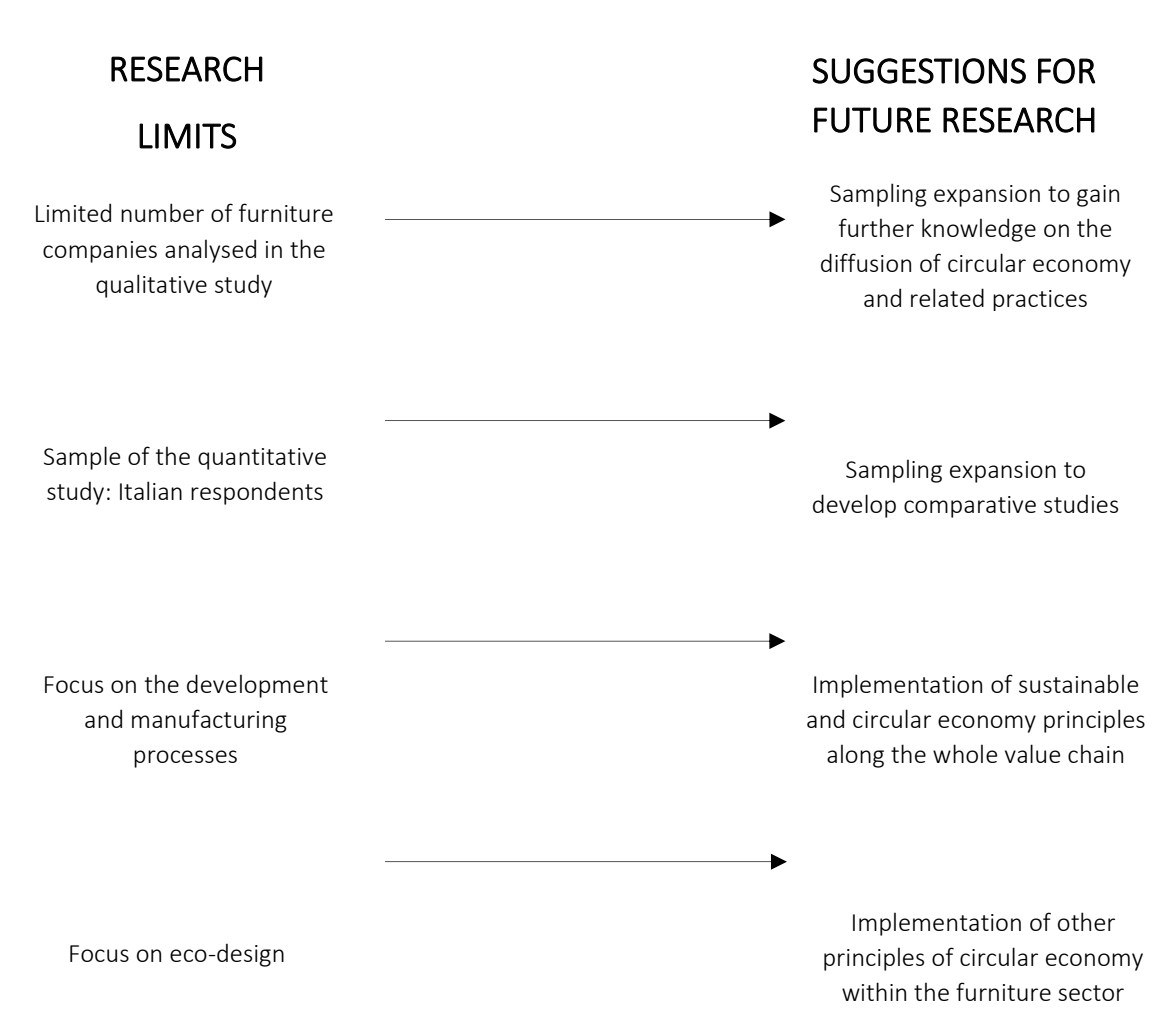 RESEARCH
LIMITS
SUGGESTIONS FOR
FUTURE RESEARCH
Limited number of furniture
companies analysed in the
qualitative study
Sampling expansion to gain
further knowledge on the
diffusion of circular economy
and related practices
Sample of the quantitative
study: Italian respondents
Sampling expansion to
develop comparative studies
Focus on the development
and manufacturing
processes
Implementation of sustainable
and circular economy principles
along the whole value chain
Focus on eco-design
Implementation of other
principles of circular economy
within the furniture sector